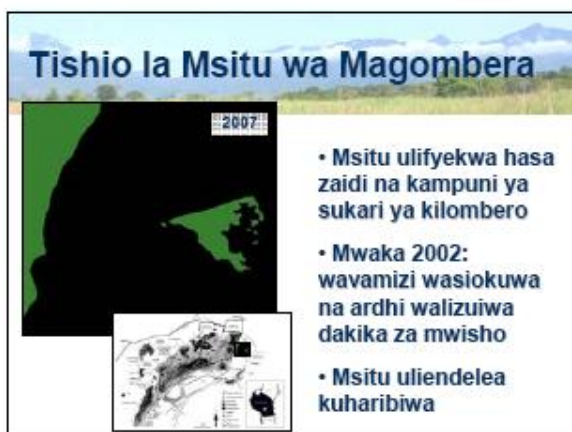 Tishio la Msitu wa Magombera
2007
• Msitu ulifyekwa hasa
zaidi na kampuni ya
sukari ya kilombero
• Mwaka 2002:
wavamizi wasiokuwa
na ardhi walizuiwa
dakika za mwisho
• Msitu uliendelea
kuharibiwa